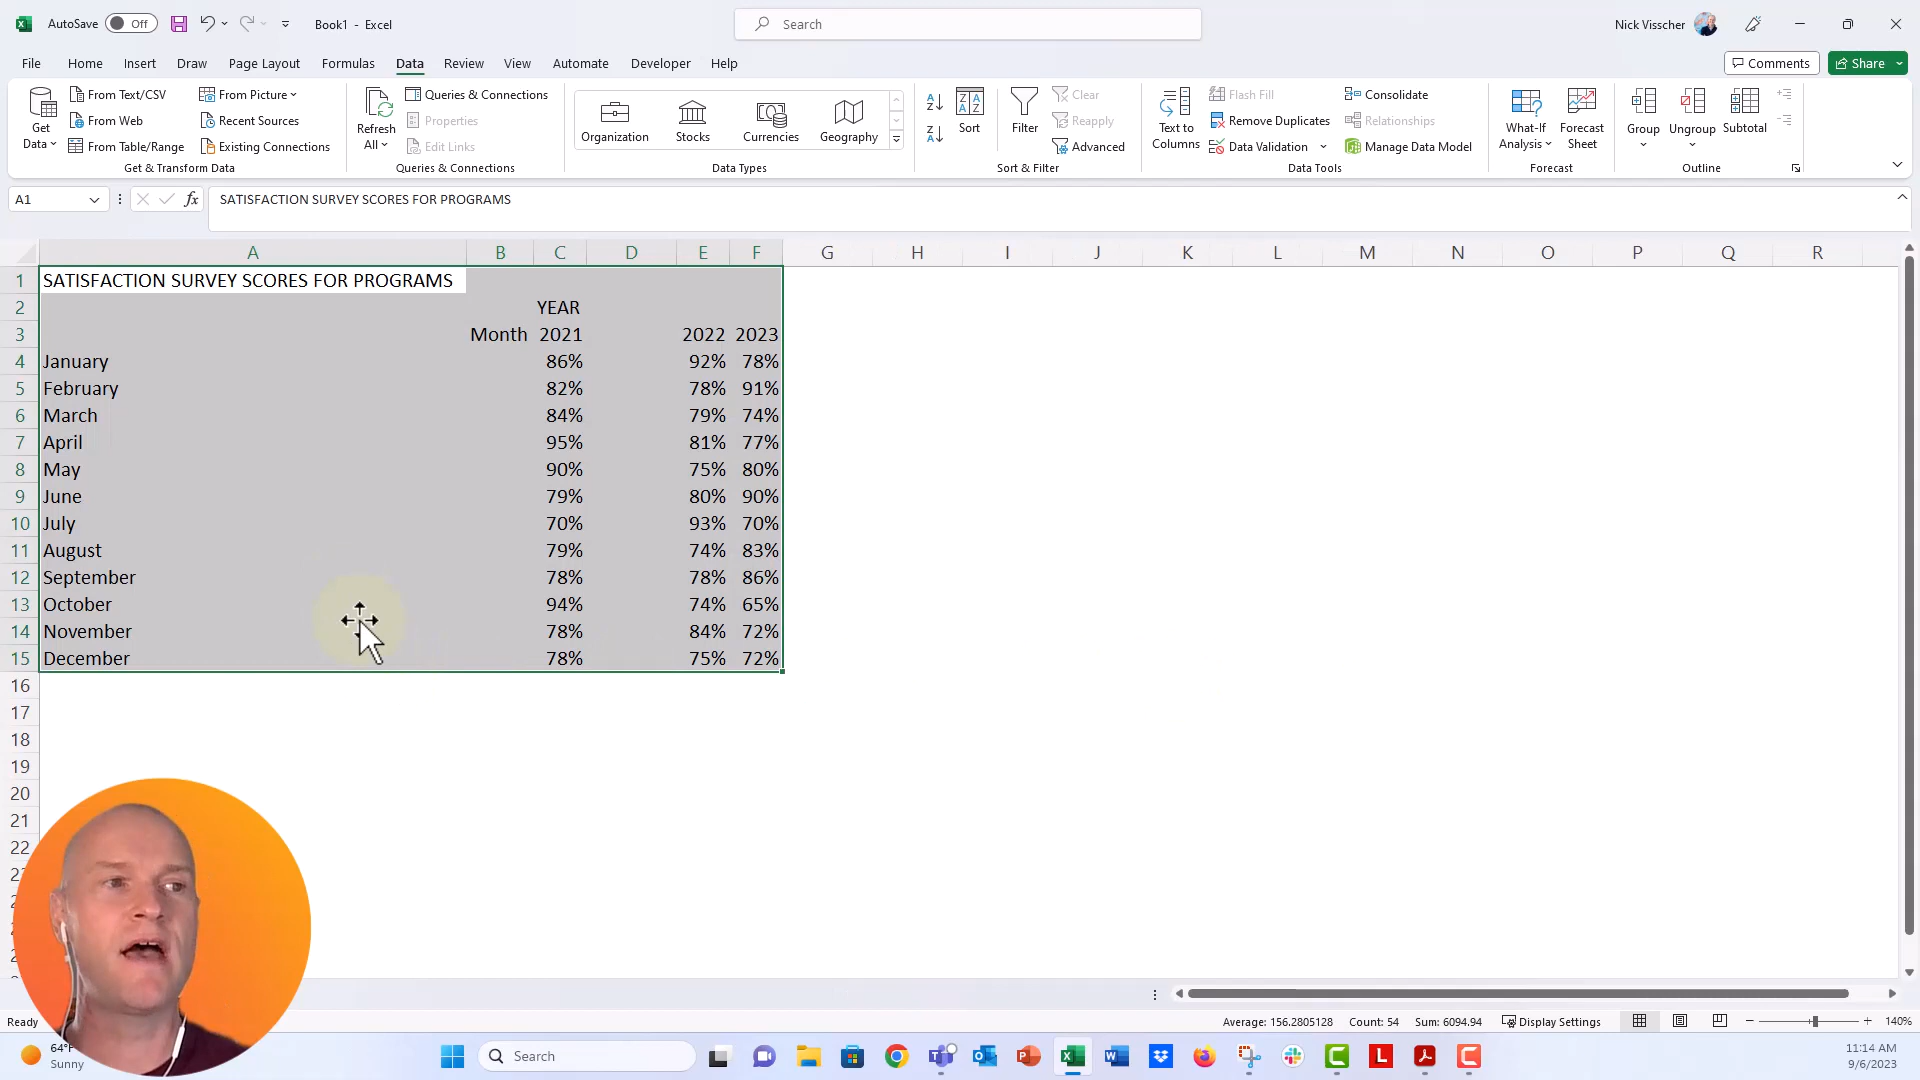 AutoSave Off Book1 - Excel Search Nick Visscher
File Home Insert Draw Page Layout Formulas Data Review View Automate Developer Help Comments Share
Get Data
From Text/CSV
From Web
From Table/Range
From Picture
Recent Sources
Existing Connections
Get & Transform Data
Refresh All
Queries & Connections
Properties
Edit Links
Queries & Connections
Organization Stocks Currencies Geography
Data Types
Sort
Filter
Clear
Reapply
Advanced
Sort & Filter
Text to Columns
Flash Fill
Remove Duplicates
Data Validation
Consolidate
Relationships
Manage Data Model
Data Tools
What-If Analysis
Forecast Sheet
Forecast
Group
Ungroup
Subtotal
Outline
A1 fx SATISFACTION SURVEY SCORES FOR PROGRAMS
A B C D E F G H I J K L M N O P Q R
1 SATISFACTION SURVEY SCORES FOR PROGRAMS
2 YEAR
3 Month 2021 2022 2023
4 January 86% 92% 78%
5 February 82% 78% 91%
6 March 84% 79% 74%
7 April 95% 81% 77%
8 May 90% 75% 80%
9 June 79% 80% 90%
10 July 70% 93% 70%
11 August 79% 74% 83%
12 September 78% 78% 86%
13 October 94% 74% 65%
14 November 78% 84% 72%
15 December 78% 75% 72%
16
17
18
19
20
21
22
Ready Average: 156.2805128 Count: 54 Sum: 6094.94 Display Settings 140%
64°F
Sunny
Search
11:14 AM
9/6/2023